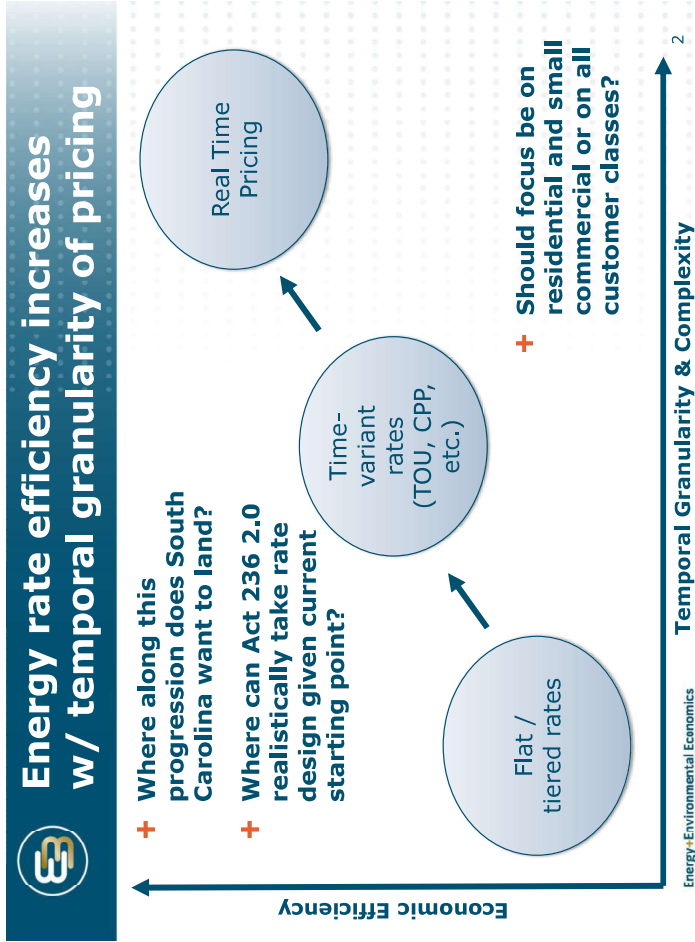 Energy rate efficiency increases
w/ temporal granularity of pricing
+ Where along this
progression does South
Carolina want to land?
+ Where can Act 236 2.0
realistically take rate
design given current
starting point?
Real Time
Pricing
Time-
variant
rates
(TOU, CPP,
etc.)
Flat /
tiered rates
+ Should focus be on
residential and small
commercial or on all
customer classes?
Economic Efficiency
Temporal Granularity & Complexity
Energy+Environmental Economics
2